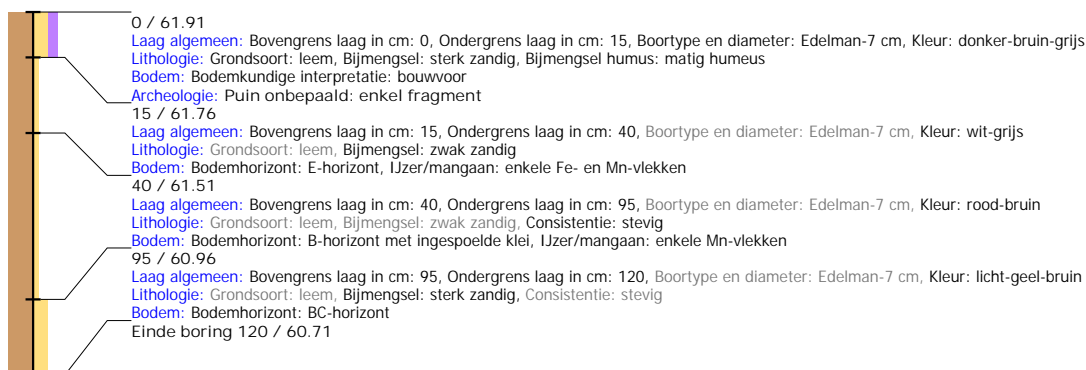 0 / 61.91
Laag algemeen: Bovengrens laag in cm: 0, Ondergrens laag in cm: 15, Boortype en diameter: Edelman-7 cm, Kleur: donker-bruin-grijs
Lithologie: Grondsoort: leem, Bijmengsel: sterk zandig, Bijmengsel humus: matig humeus
Bodem: Bodemkundige interpretatie: bouwvoor
Archeologie: Puin onbepaald: enkel fragment
15 / 61.76
Laag algemeen: Bovengrens laag in cm: 15, Ondergrens laag in cm: 40, Boortype en diameter: Edelman-7 cm, Kleur: wit-grijs
Lithologie: Grondsoort: leem, Bijmengsel: zwak zandig
Bodem: Bodemhorizont: E-horizont, IJzer/mangaan: enkele Fe- en Mn-vlekken
40 / 61.51
Laag algemeen: Bovengrens laag in cm: 40, Ondergrens laag in cm: 95, Boortype en diameter: Edelman-7 cm, Kleur: rood-bruin
Lithologie: Grondsoort: leem, Bijmengsel: zwak zandig, Consistentie: stevig
Bodem: Bodemhorizont: B-horizont met ingespoelde klei, IJzer/mangaan: enkele Mn-vlekken
95 / 60.96
Laag algemeen: Bovengrens laag in cm: 95, Ondergrens laag in cm: 120, Boortype en diameter: Edelman-7 cm, Kleur: licht-geel-bruin
Lithologie: Grondsoort: leem, Bijmengsel: sterk zandig, Consistentie: stevig
Bodem: Bodemhorizont: BC-horizont
Einde boring 120 / 60.71